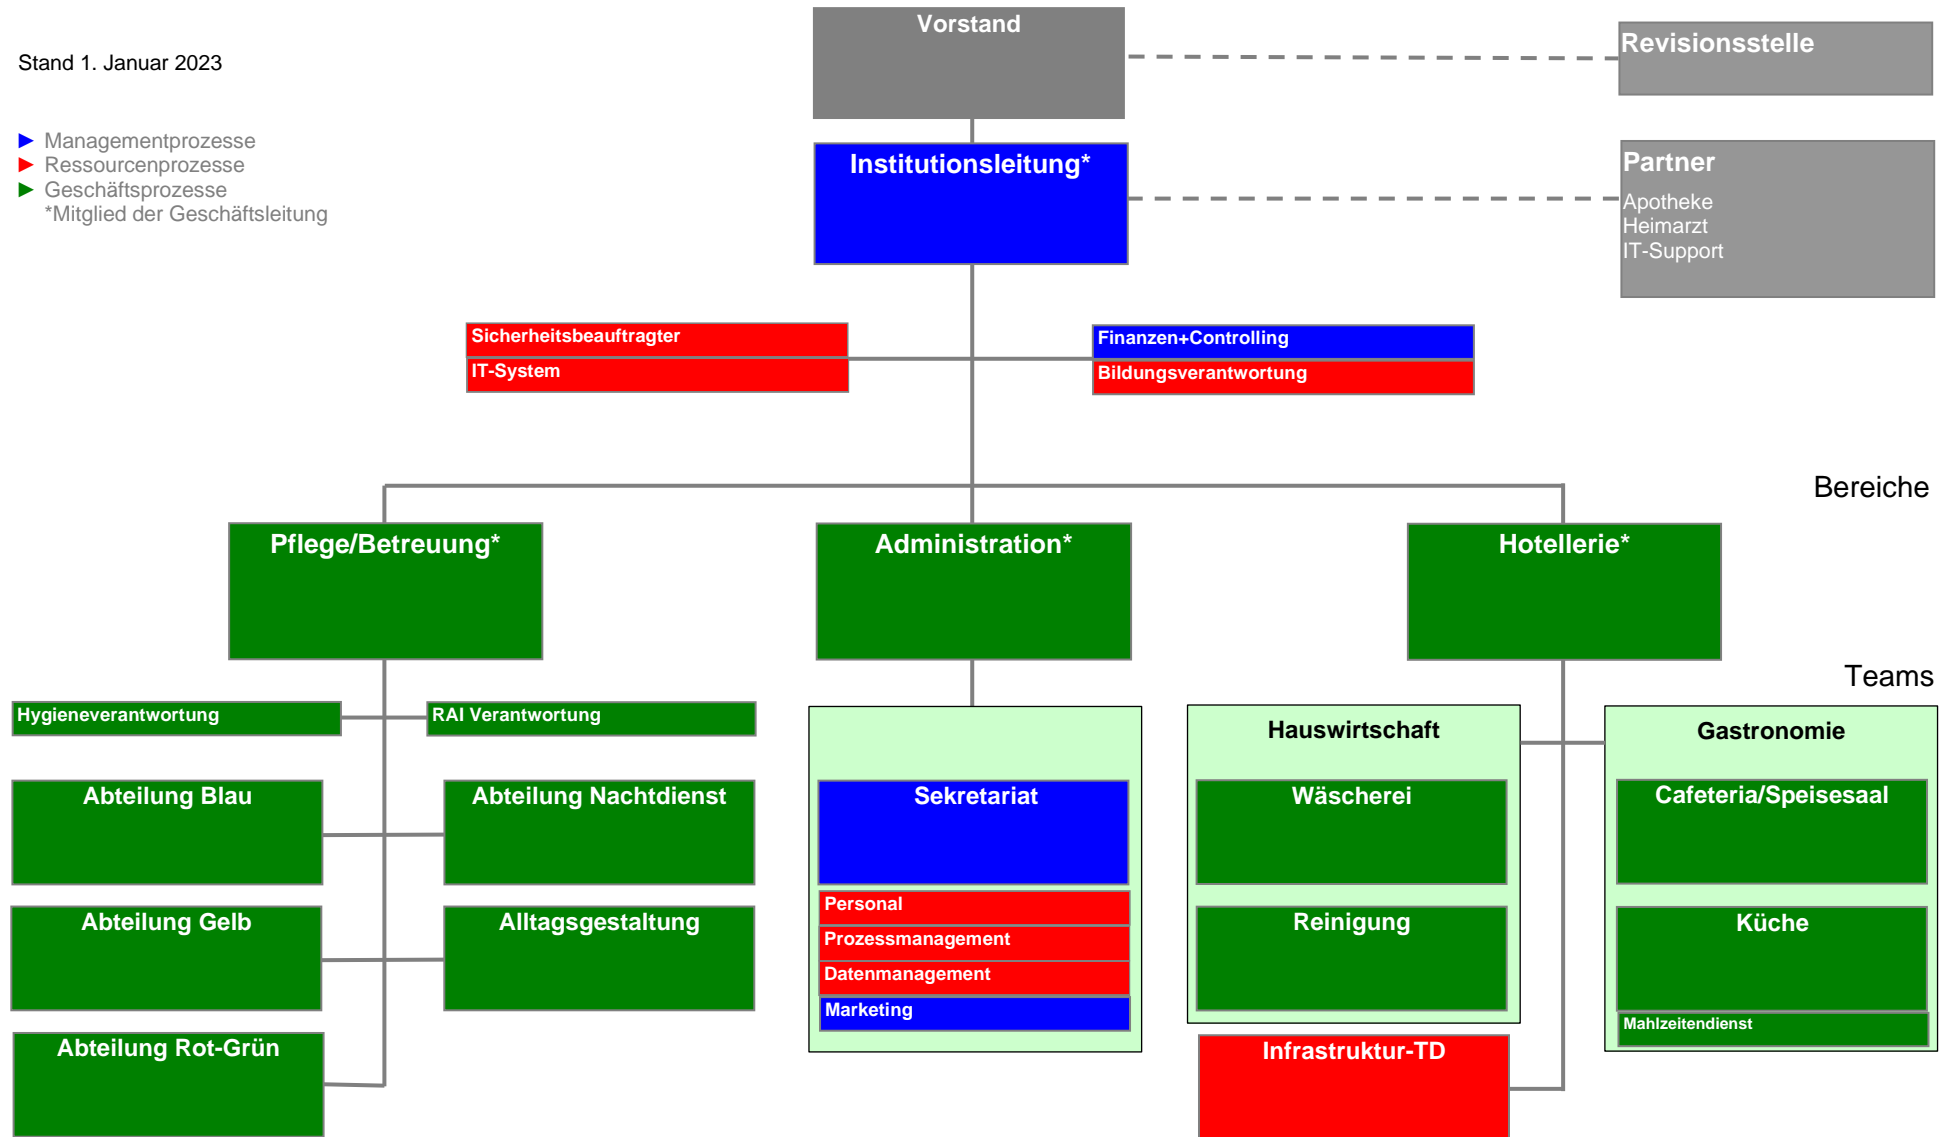 Vorstand
Revisionsstelle
Stand 1. Januar 2023
► Managementprozesse
► Ressourcenprozesse
► Geschäftsprozesse
*Mitglied der Geschäftsleitung
Institutionsleitung*
Partner
Apotheke
Heimarzt
IT-Support
Sicherheitsbeauftragter
IT-System
Finanzen+Controlling
Bildungsverantwortung
Bereiche
Pflege/Betreuung*
Administration*
Hotellerie*
Teams
Hygieneverantwortung
RAI Verantwortung
Abteilung Blau
Abteilung Nachtdienst
Abteilung Gelb
Alltagsgestaltung
Abteilung Rot-Grün
Sekretariat
Personal
Prozessmanagement
Datenmanagement
Marketing
Hauswirtschaft
Wäscherei
Reinigung
Infrastruktur-TD
Gastronomie
Cafeteria/Speisesaal
Küche
Mahlzeitendienst